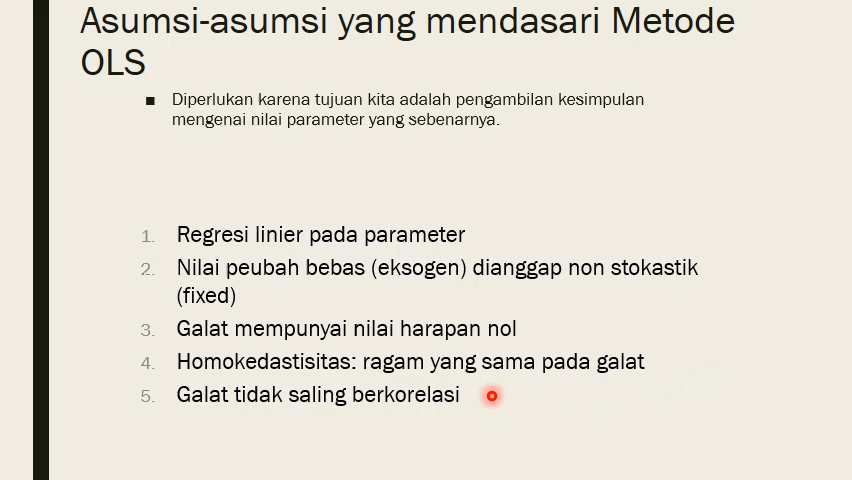 Asumsi-asumsi yang mendasari Metode
OLS
■ Diperlukan karena tujuan kita adalah pengambilan kesimpulan
mengenai nilai parameter yang sebenarnya.
1. Regresi linier pada parameter
2. Nilai peubah bebas (eksogen) dianggap non stokastik
(fixed)
3. Galat mempunyai nilai harapan nol
4. Homokedastisitas: ragam yang sama pada galat
5. Galat tidak saling berkorelasi